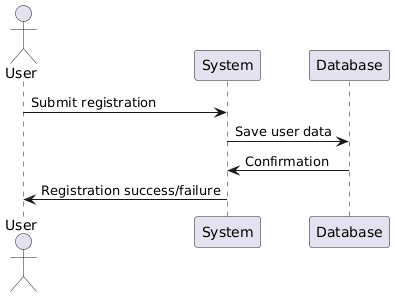 User
System
Database
Submit registration
Save user data
Confirmation
Registration success/failure
User
System
Database